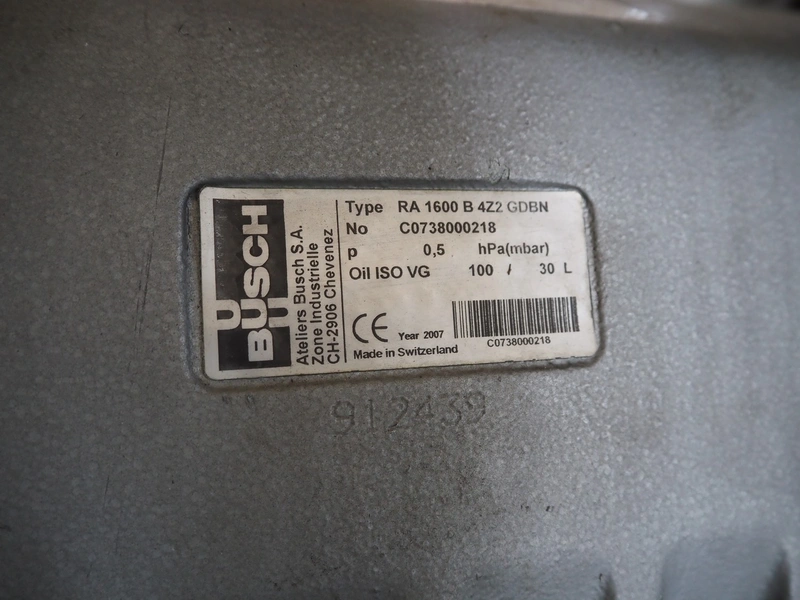 BUSCH
Ateliers Busch S.A.
Zone Industrielle
CH-2906 Chevenez
Type RA 1600 B 4Z2 GDBN
No C0738000218
p 0,5 hPa(mbar)
Oil ISO VG 100 / 30 L
CE Year 2007
Made in Switzerland
C0738000218
912439